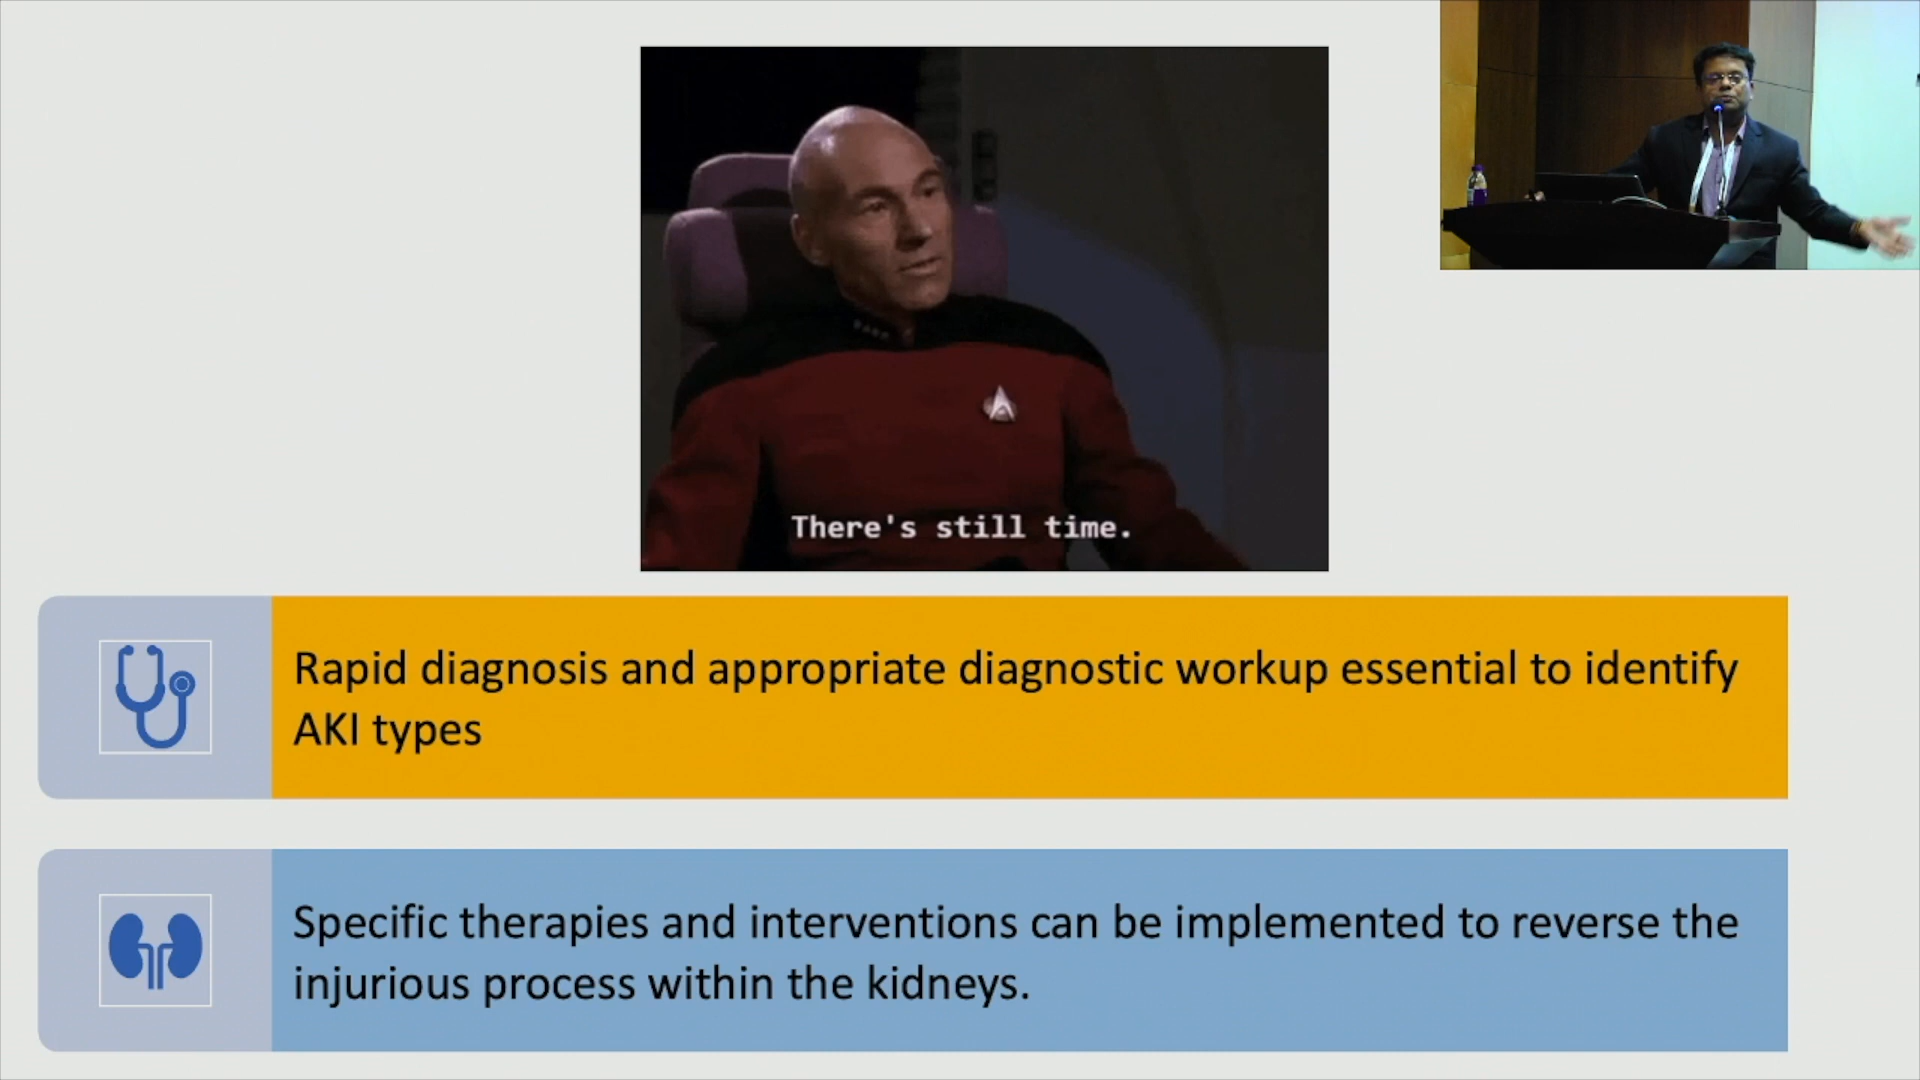 There's still time.
Rapid diagnosis and appropriate diagnostic workup essential to identify
AKI types
Specific therapies and interventions can be implemented to reverse the
injurious process within the kidneys.